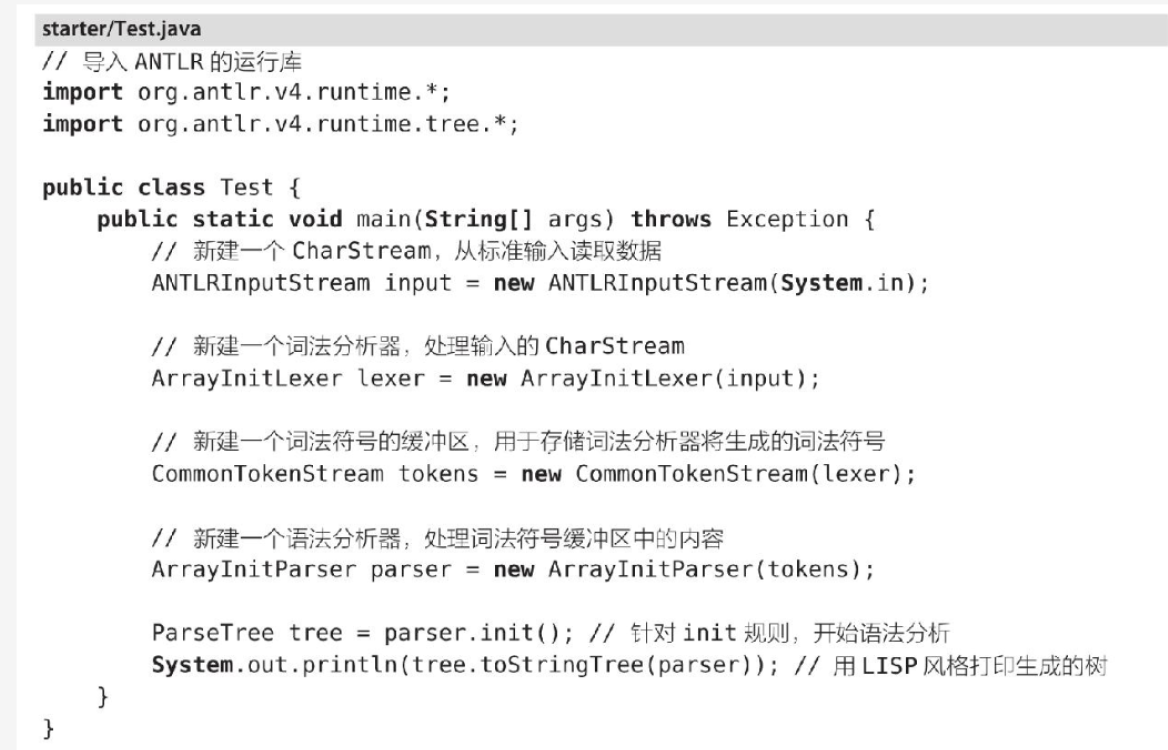 starter/Test.java
// 导入 ANTLR 的运行库
import org.antlr.v4.runtime.*;
import org.antlr.v4.runtime.tree.*;
public class Test {
public static void main(String[] args) throws Exception {
// 新建一个 CharStream，从标准输入读取数据
ANTLRInputStream input = new ANTLRInputStream(System.in);
// 新建一个词法分析器，处理输入的 CharStream
ArrayInitLexer lexer = new ArrayInitLexer(input);
// 新建一个词法符号的缓冲区，用于存储词法分析器将生成的词法符号
CommonTokenStream tokens = new CommonTokenStream(lexer);
// 新建一个语法分析器，处理词法符号缓冲区中的内容
ArrayInitParser parser = new ArrayInitParser(tokens);
ParseTree tree = parser.init(); // 针对 init 规则，开始语法分析
System.out.println(tree.toStringTree(parser)); // 用 LISP 风格打印生成的树
}
}